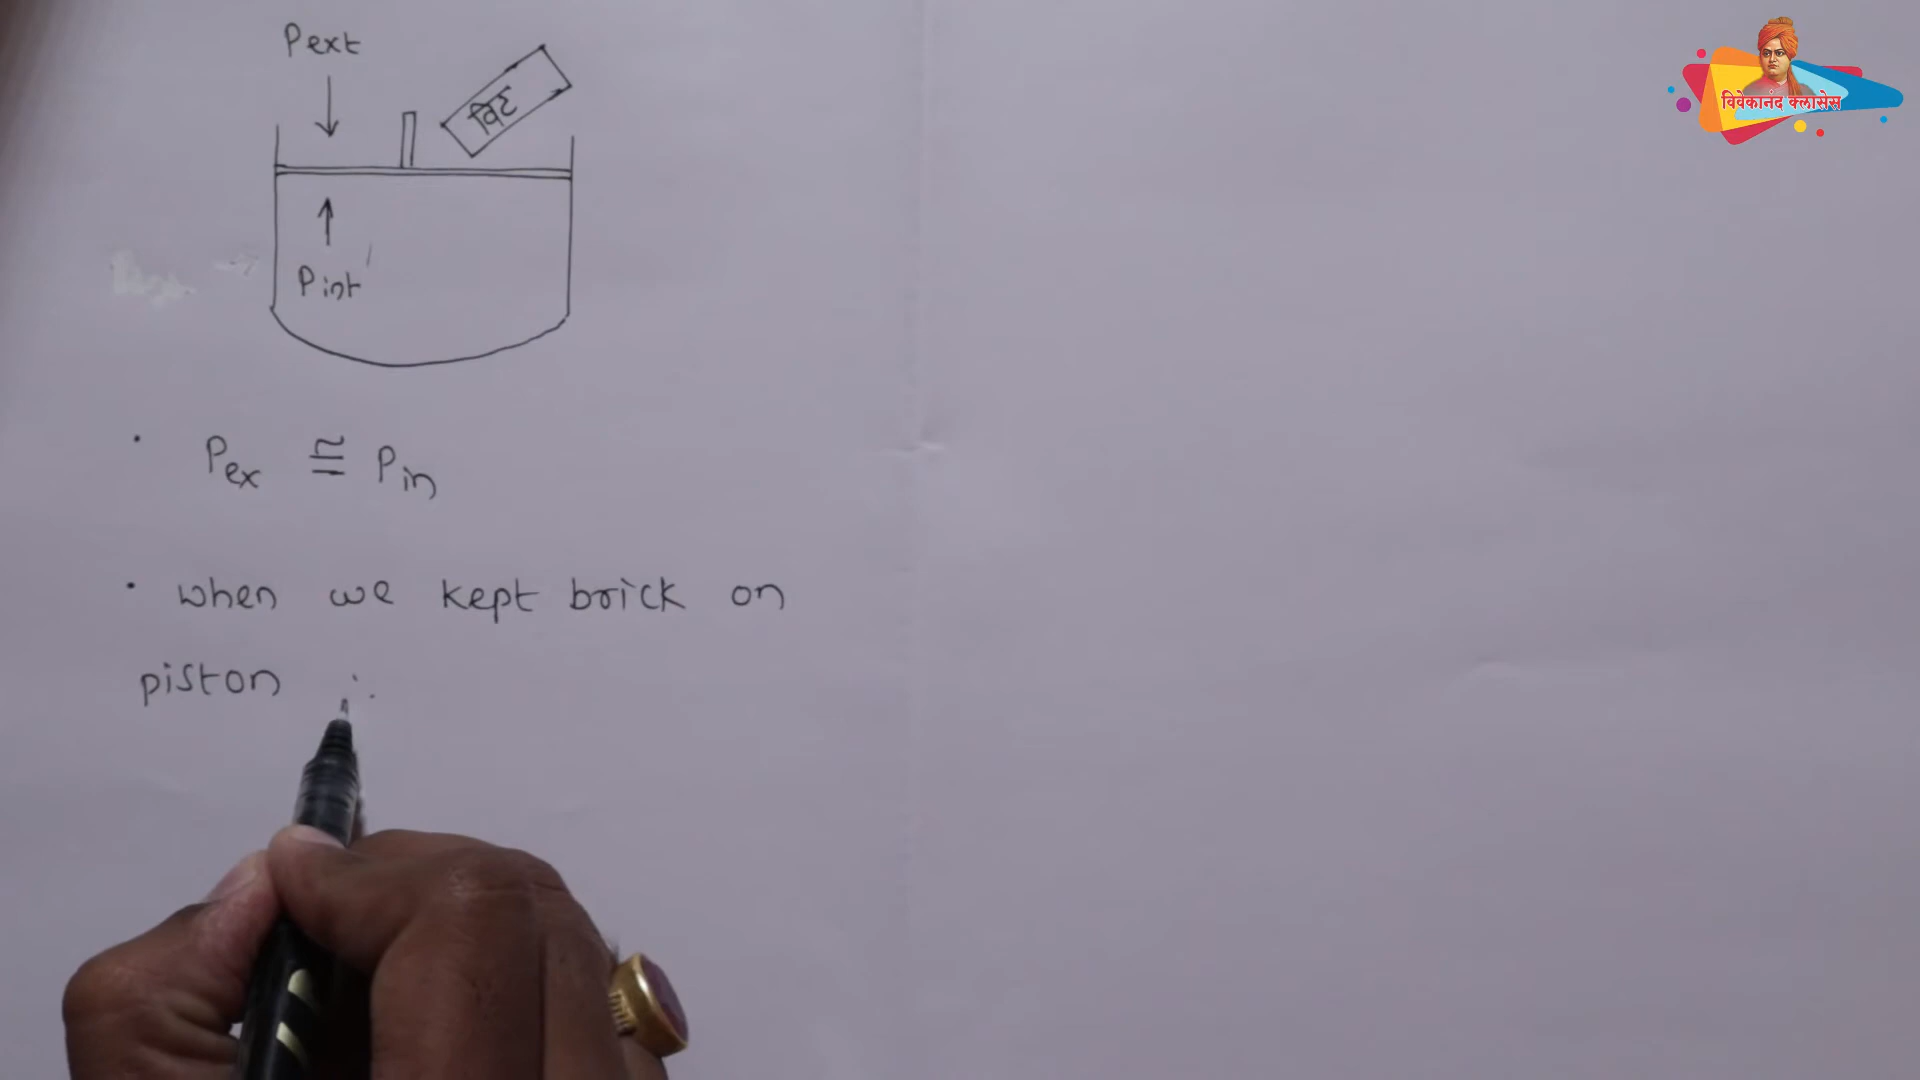 Pext
विट
विवेकानंद क्लासेस
Pint
• Pex ≅ Pin
• when we kept brick on
piston ∴